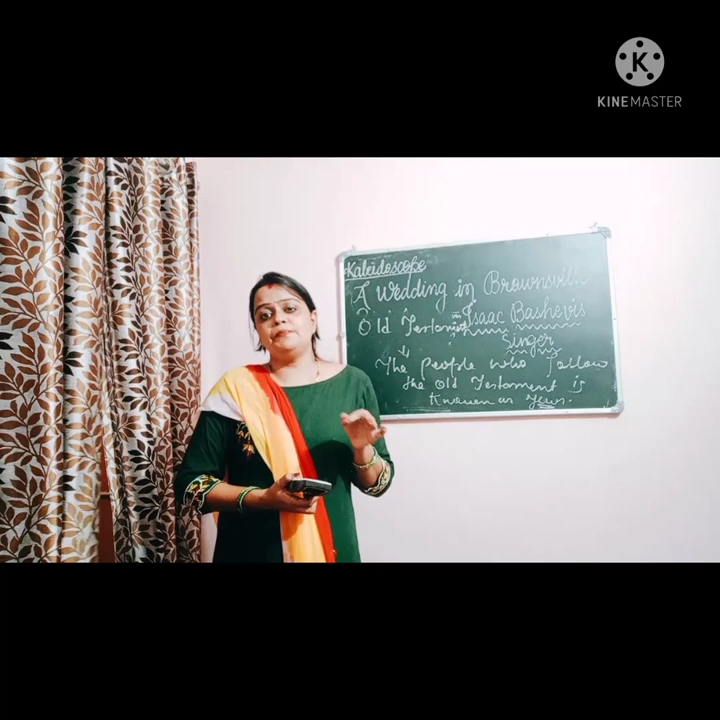 K
KINEMASTER
Kaleidoscope
A Wedding in Brownsville
Old Testament Isaac Bashevis
Singer
The people who follow
the Old Testament is
as Jews.